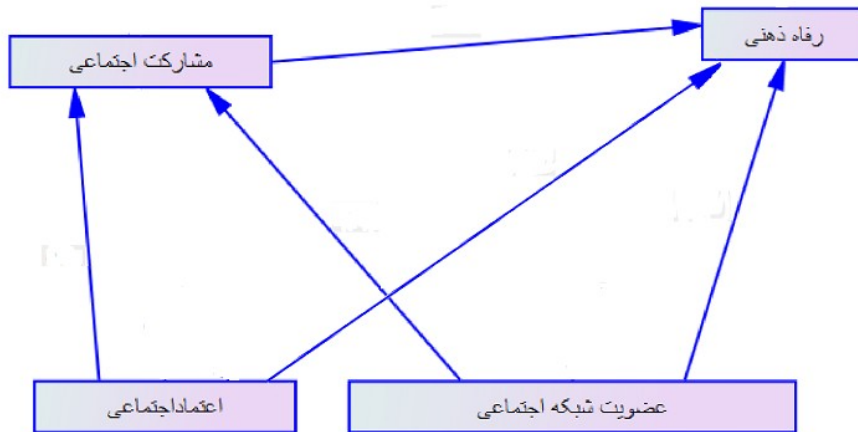 رفاه ذهنی
مشارکت اجتماعی
اعتماداجتماعی
عضویت شبکه اجتماعی